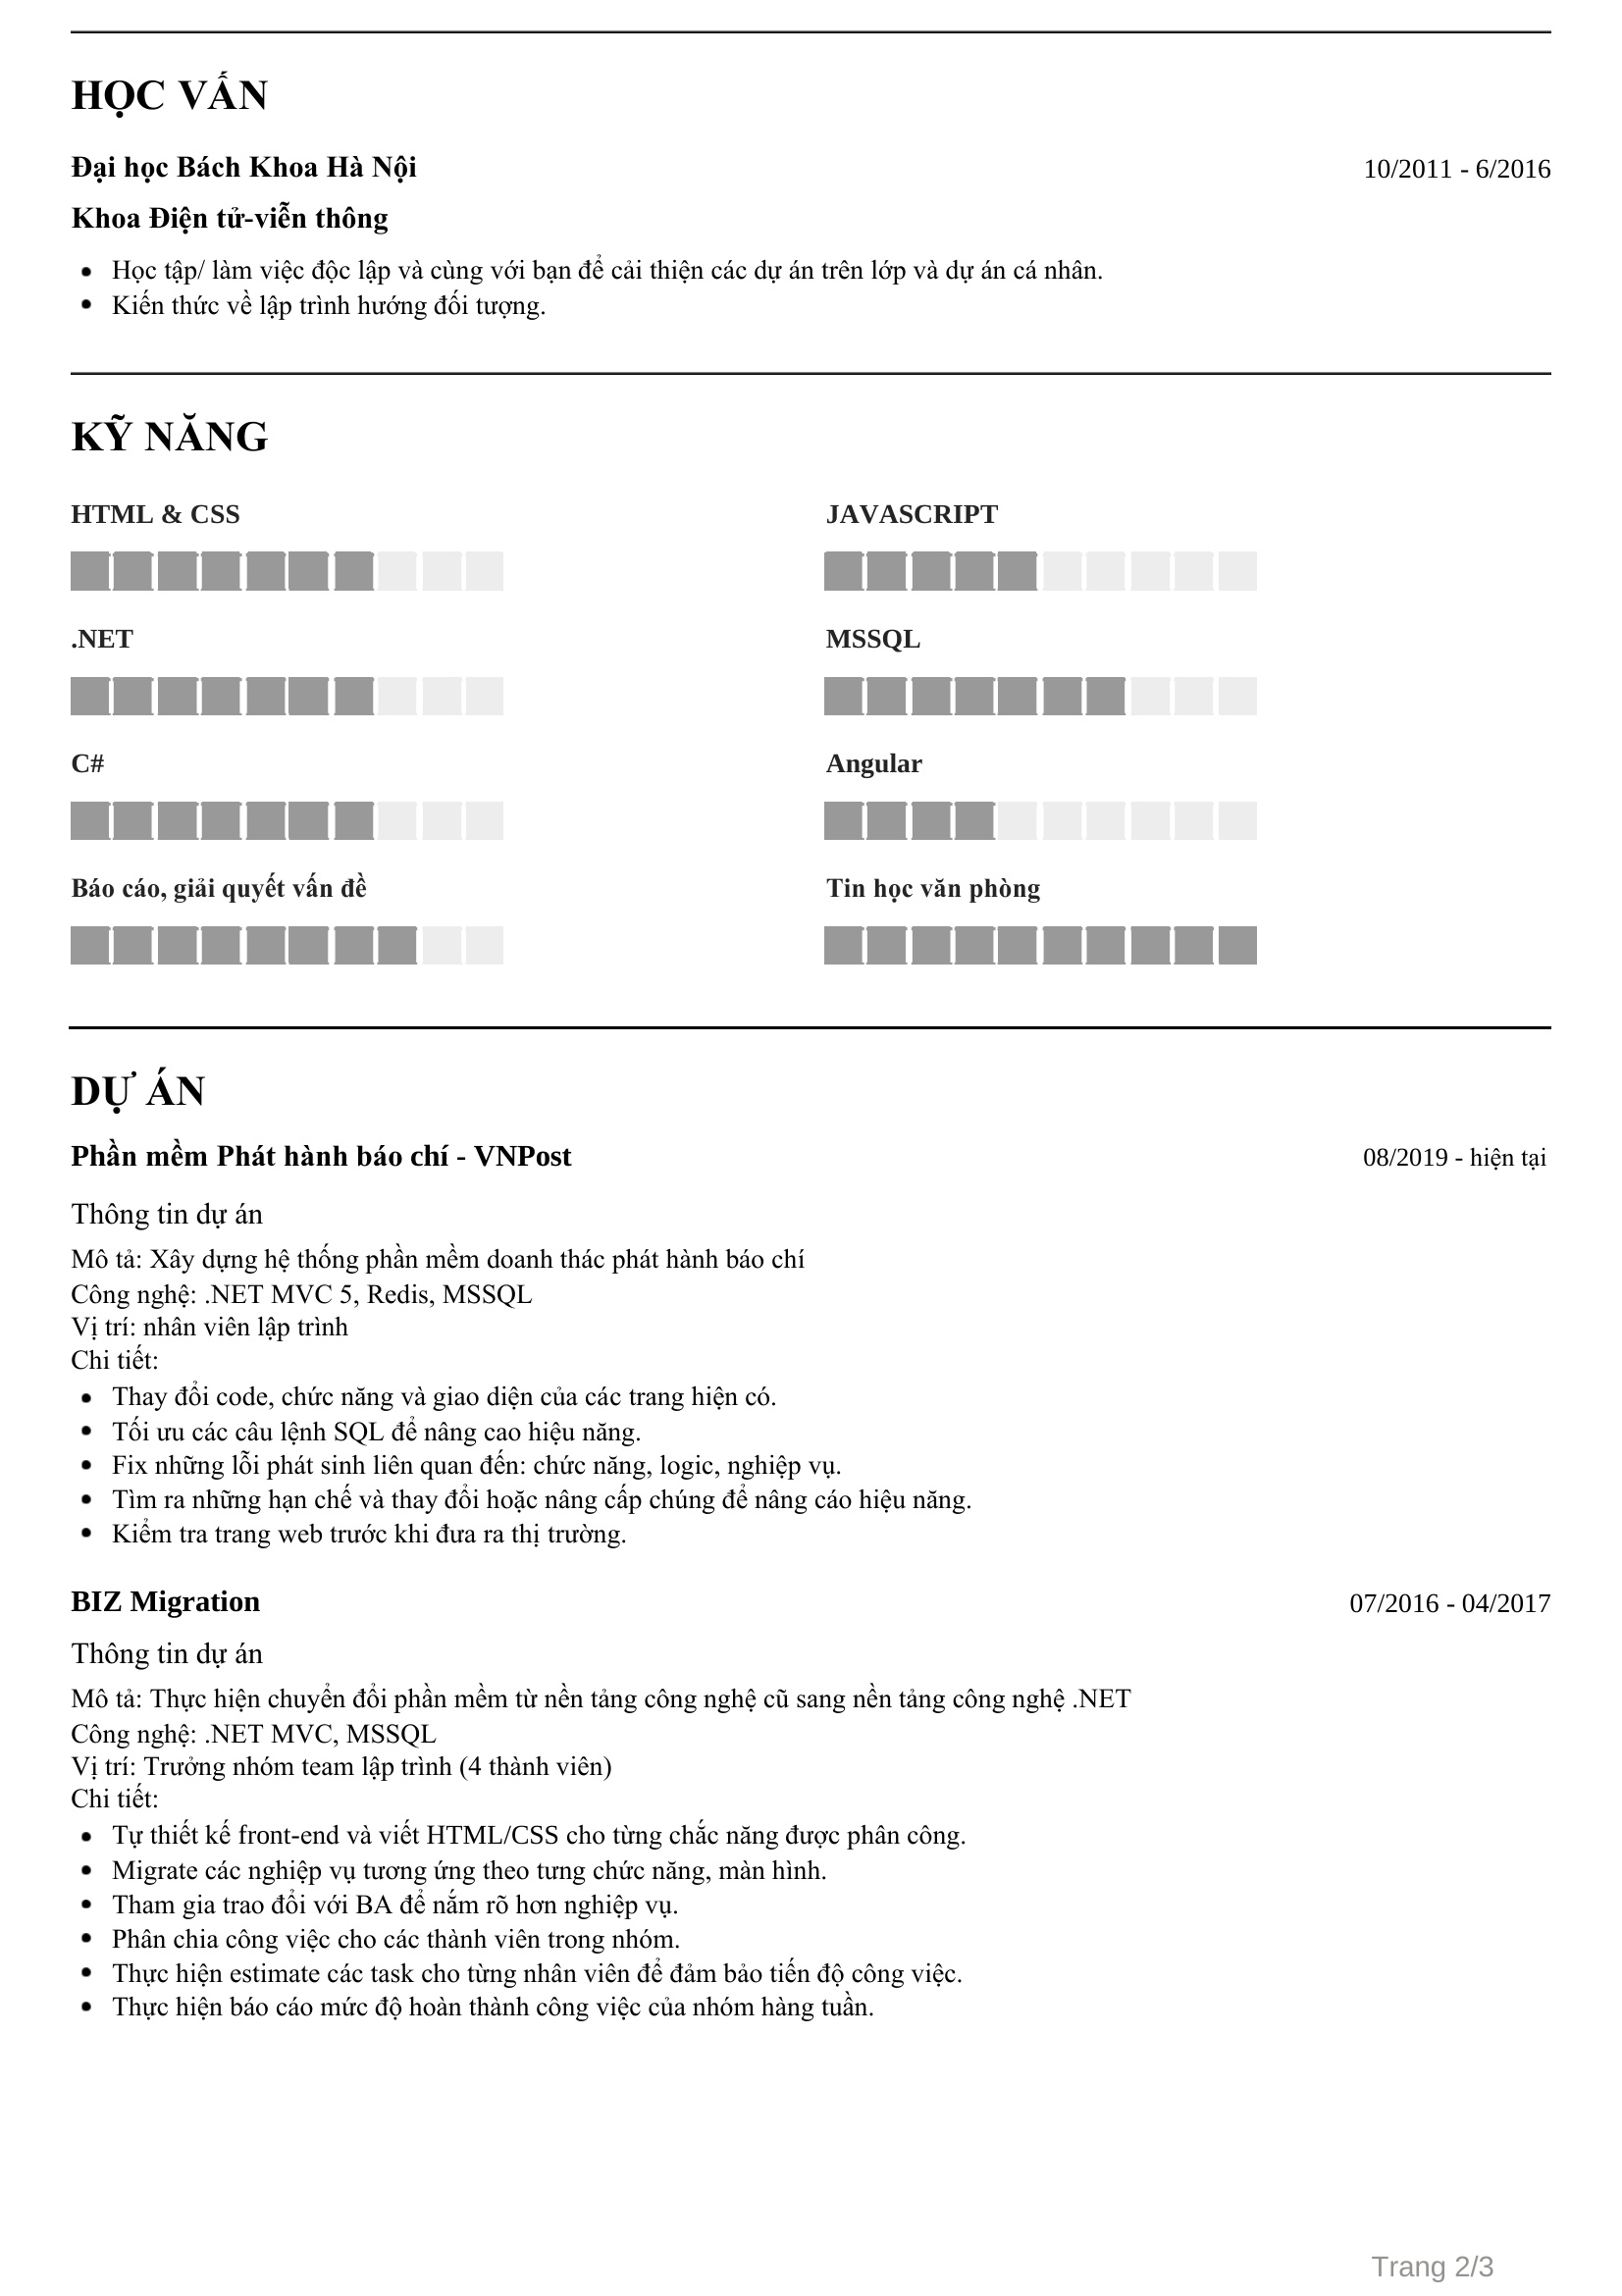 HỌC VẤN
Đại học Bách Khoa Hà Nội 10/2011 - 6/2016
Khoa Điện tử-viễn thông
• Học tập/ làm việc độc lập và cùng với bạn để cải thiện các dự án trên lớp và dự án cá nhân.
• Kiến thức về lập trình hướng đối tượng.
KỸ NĂNG
HTML & CSS JAVASCRIPT
.NET MSSQL
C# Angular
Báo cáo, giải quyết vấn đề Tin học văn phòng
DỰ ÁN
Phần mềm Phát hành báo chí - VNPost 08/2019 - hiện tại
Thông tin dự án
Mô tả: Xây dựng hệ thống phần mềm doanh thác phát hành báo chí
Công nghệ: .NET MVC 5, Redis, MSSQL
Vị trí: nhân viên lập trình
Chi tiết:
• Thay đổi code, chức năng và giao diện của các trang hiện có.
• Tối ưu các câu lệnh SQL để nâng cao hiệu năng.
• Fix những lỗi phát sinh liên quan đến: chức năng, logic, nghiệp vụ.
• Tìm ra những hạn chế và thay đổi hoặc nâng cấp chúng để nâng cáo hiệu năng.
• Kiểm tra trang web trước khi đưa ra thị trường.
BIZ Migration 07/2016 - 04/2017
Thông tin dự án
Mô tả: Thực hiện chuyển đổi phần mềm từ nền tảng công nghệ cũ sang nền tảng công nghệ .NET
Công nghệ: .NET MVC, MSSQL
Vị trí: Trưởng nhóm team lập trình (4 thành viên)
Chi tiết:
• Tự thiết kế front-end và viết HTML/CSS cho từng chắc năng được phân công.
• Migrate các nghiệp vụ tương ứng theo tưng chức năng, màn hình.
• Tham gia trao đổi với BA để nắm rõ hơn nghiệp vụ.
• Phân chia công việc cho các thành viên trong nhóm.
• Thực hiện estimate các task cho từng nhân viên để đảm bảo tiến độ công việc.
• Thực hiện báo cáo mức độ hoàn thành công việc của nhóm hàng tuần.
Trang 2/3